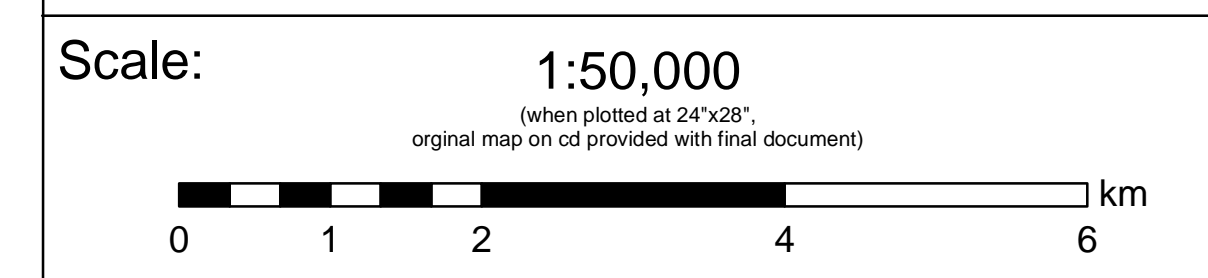 Scale:
1:50,000
(when plotted at 24"x28",
orginal map on cd provided with final document)
km
0 1 2 4 6